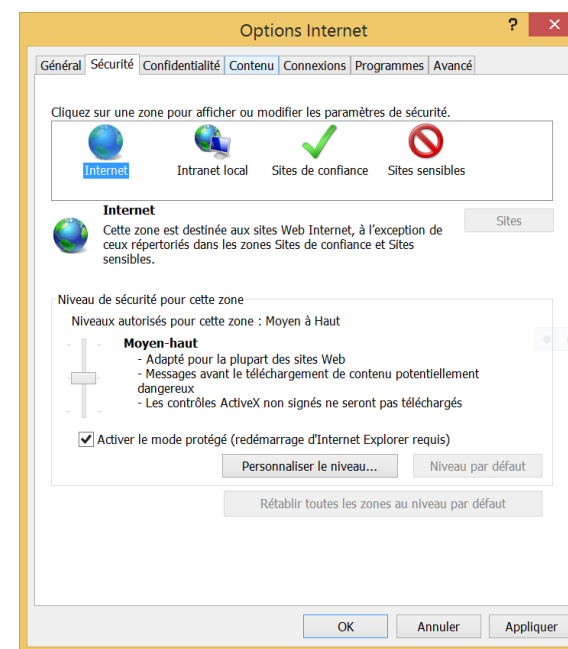 Options Internet
?
Général Sécurité Confidentialité Contenu Connexions Programmes Avancé
Cliquez sur une zone pour afficher ou modifier les paramètres de sécurité.
Internet Intranet local Sites de confiance Sites sensibles
Internet
Sites
Cette zone est destinée aux sites Web Internet, à l'exception de
ceux répertoriés dans les zones Sites de confiance et Sites
sensibles.
Niveau de sécurité pour cette zone
Niveaux autorisés pour cette zone : Moyen à Haut
Moyen-haut
- Adapté pour la plupart des sites Web
- Messages avant le téléchargement de contenu potentiellement
dangereux
- Les contrôles ActiveX non signés ne seront pas téléchargés
Activer le mode protégé (redémarrage d'Internet Explorer requis)
Personnaliser le niveau... Niveau par défaut
Rétablir toutes les zones au niveau par défaut
OK Annuler Appliquer